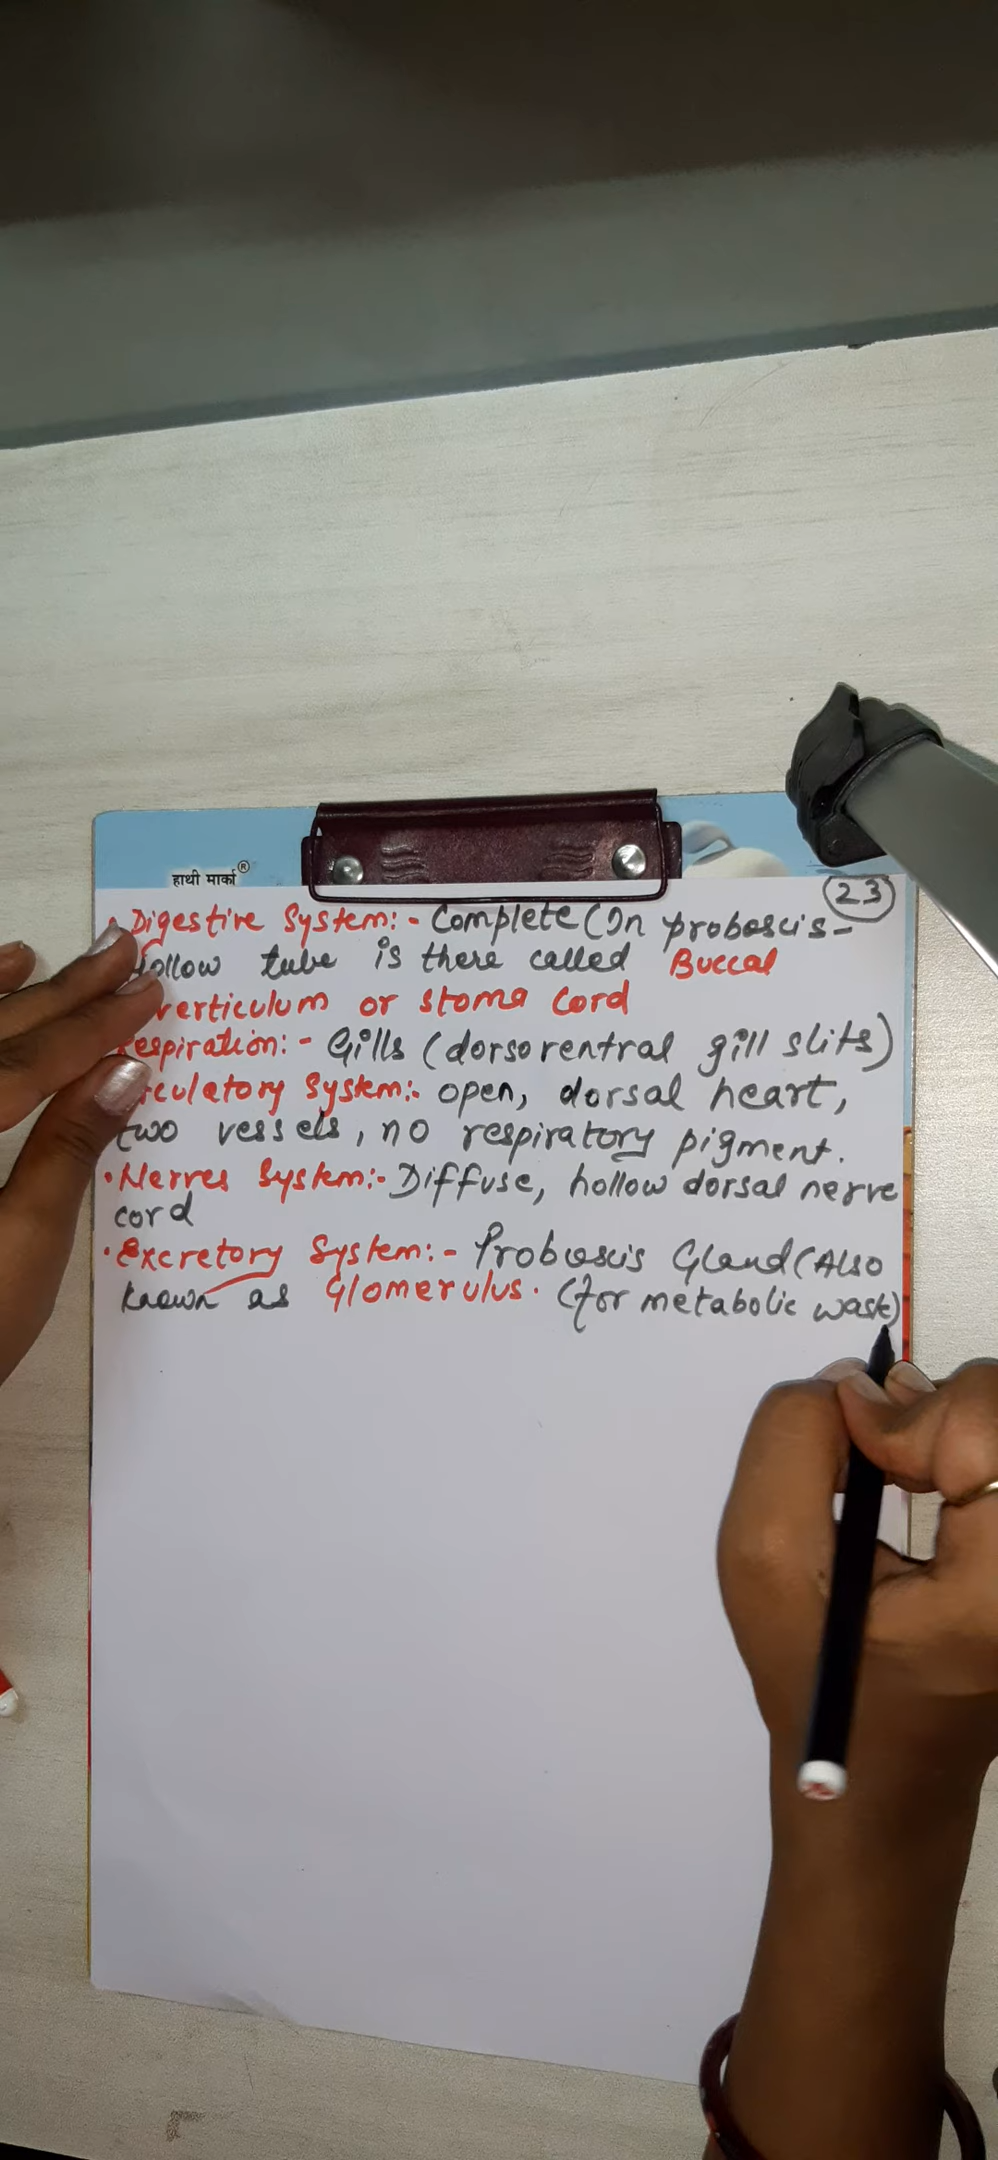 हाथी मार्का ®
23
• Digestive System:- Complete (In proboscis-
Hollow tube is there called Buccal
verticulum or Stoma Cord
Respiration:- Gills (dorsorentral gill slits)
culatory System:- open, dorsal heart,
two vessels, no respiratory pigment.
• Nerves System:- Diffuse, hollow dorsal nerve
cord
• Excretory System:- Proboscis Gland (Also
known as Glomerulus. (for metabolic waste)